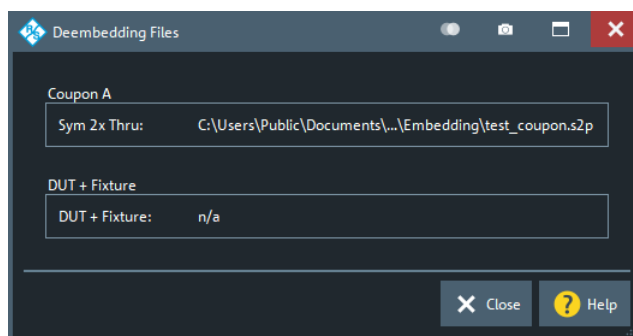 Deembedding Files
Coupon A
Sym 2x Thru: C:\Users\Public\Documents\...\Embedding\test_coupon.s2p
DUT + Fixture
DUT + Fixture: n/a
Close
? Help